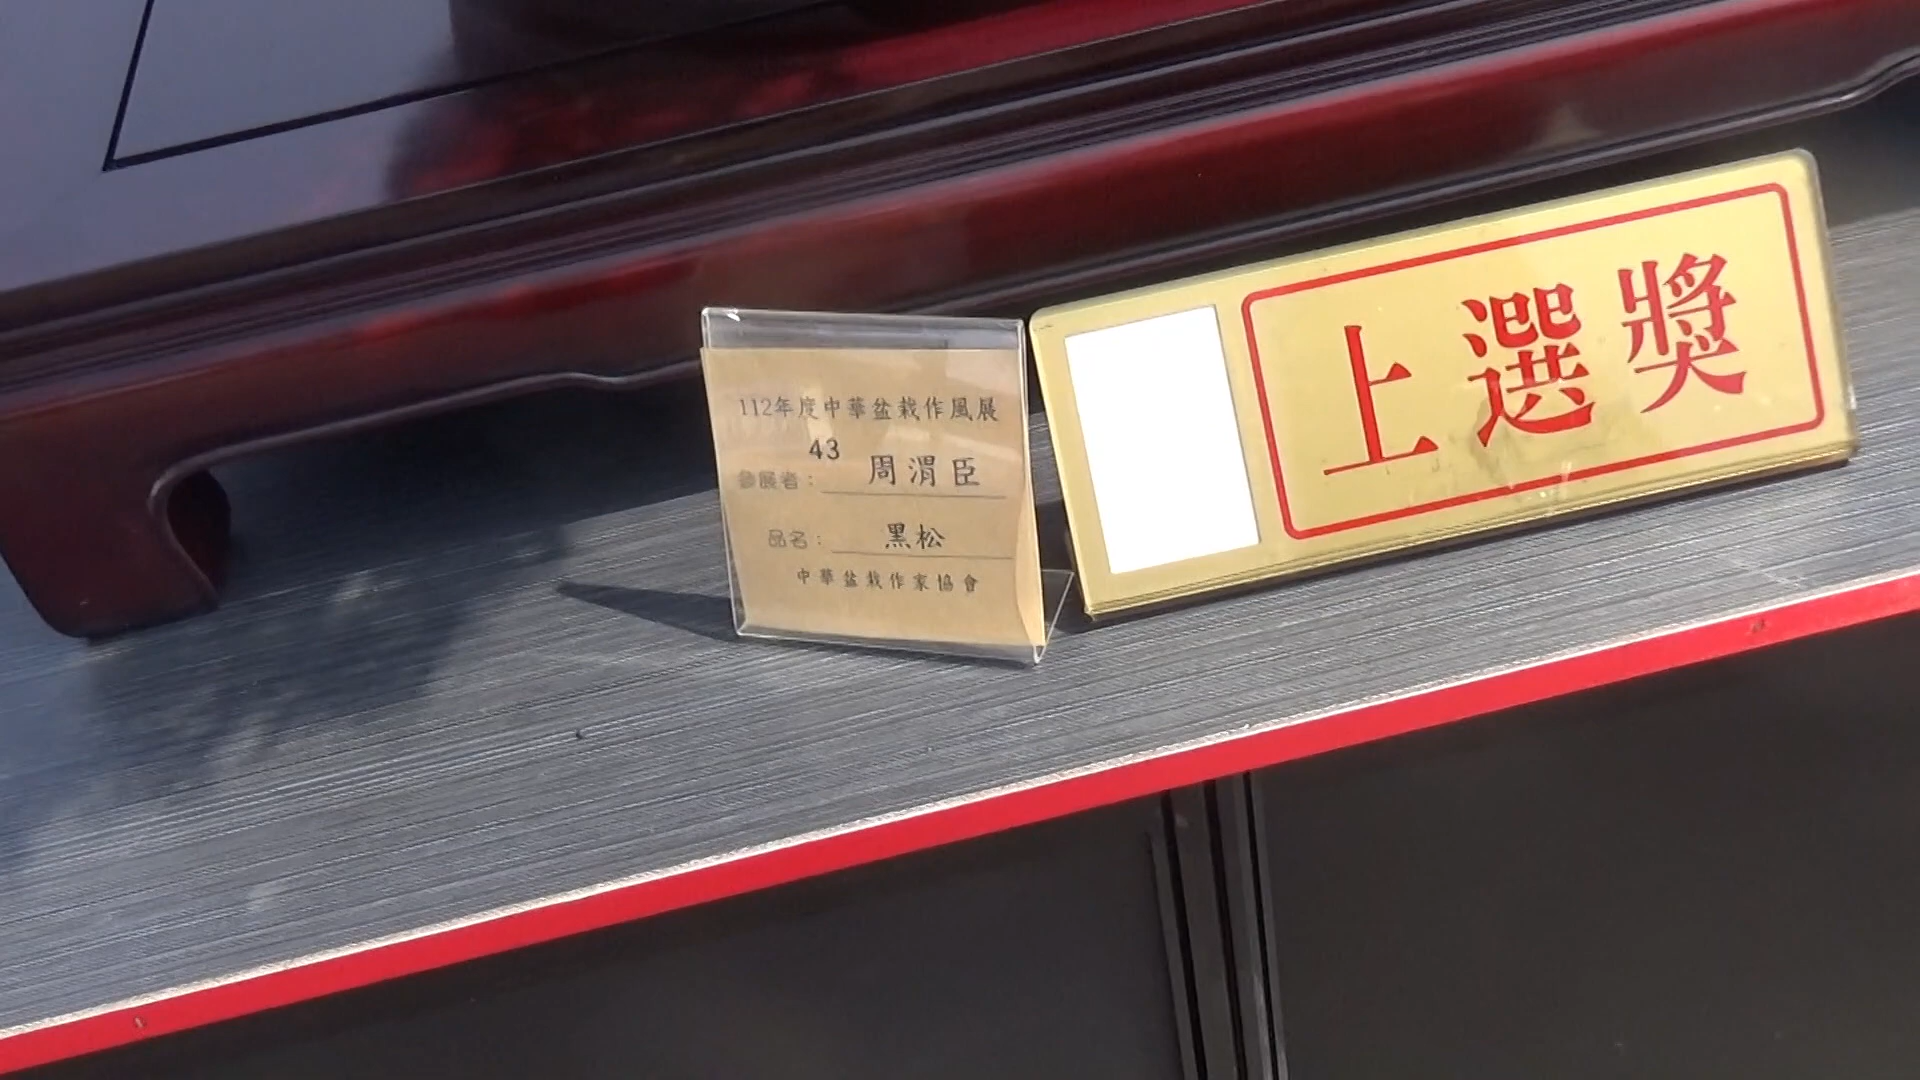 112年度中華盆栽作風展
43
參展者：周渭臣
品名：黑松
中華盆栽作家協會
上選獎